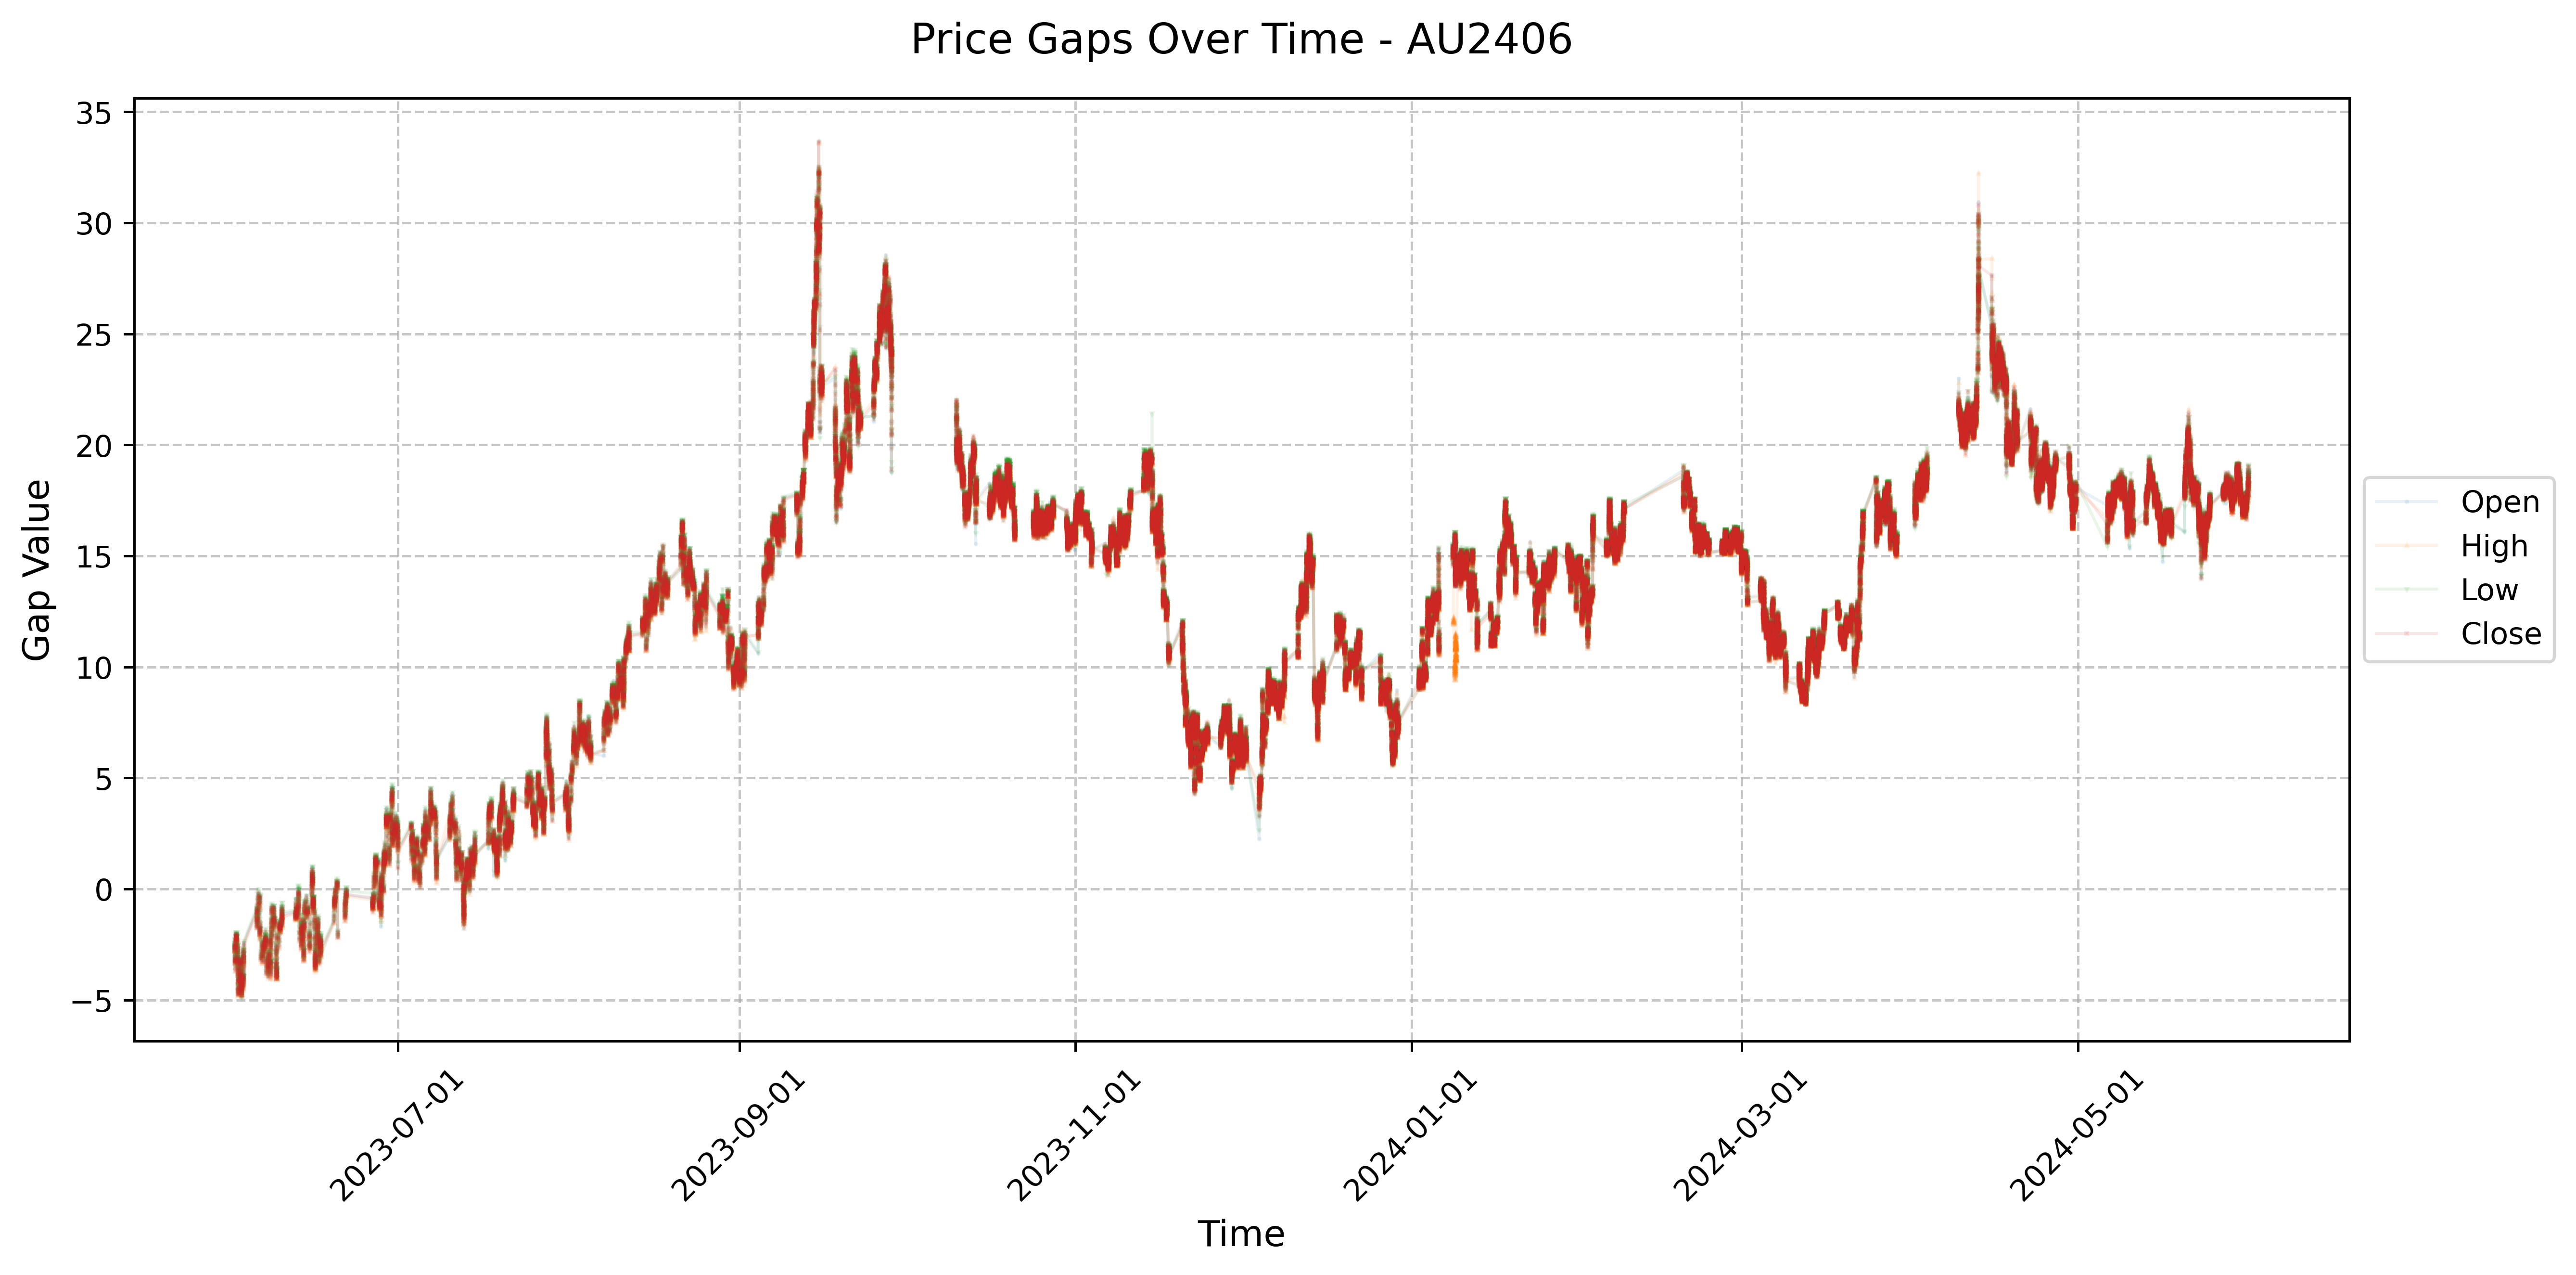 Price Gaps Over Time - AU2406
Gap Value
35
30
25
20
15
10
5
0
−5
2023-07-01
2023-09-01
2023-11-01
2024-01-01
2024-03-01
2024-05-01
Time
Open
High
Low
Close